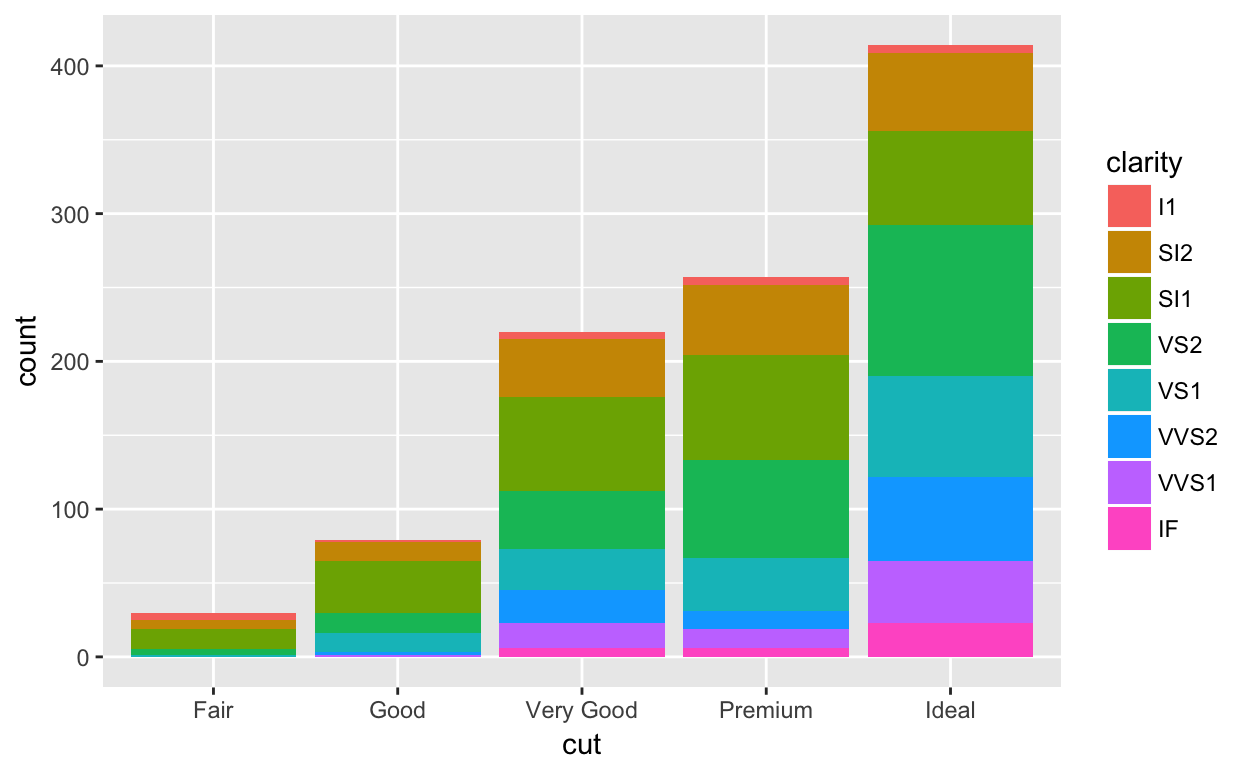 400
300
200
100
0
count
Fair Good Very Good Premium Ideal
cut
clarity
I1
SI2
SI1
VS2
VS1
VVS2
VVS1
IF